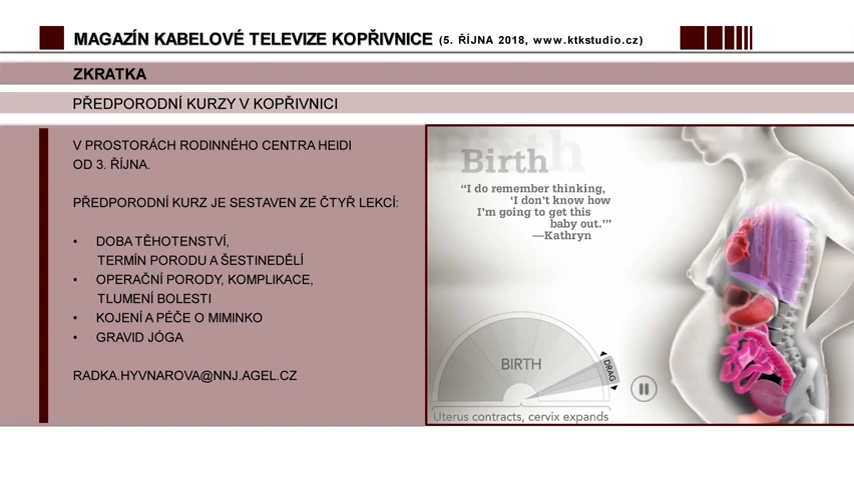 MAGAZÍN KABELOVÉ TELEVIZE KOPŘIVNICE (5. ŘÍJNA 2018, www.ktkstudio.cz)
ZKRATKA
PŘEDPORODNÍ KURZY V KOPŘIVNICI
V PROSTORÁCH RODINNÉHO CENTRA HEIDI
OD 3. ŘÍJNA.
PŘEDPORODNÍ KURZ JE SESTAVEN ZE ČTYŘ LEKCÍ:
• DOBA TĚHOTENSTVÍ,
TERMÍN PORODU A ŠESTINEDĚLÍ
• OPERAČNÍ PORODY, KOMPLIKACE,
TLUMENÍ BOLESTI
• KOJENÍ A PÉČE O MIMINKO
• GRAVID JÓGA
RADKA.HYVNAROVA@NNJ.AGEL.CZ
Birth
“I do remember thinking,
‘I don't know how
I'm going to get this
baby out.’”
—Kathryn
BIRTH
DRAG
Uterus contracts, cervix expands